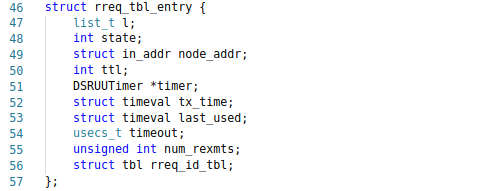 46 struct rreq_tbl_entry {
47     list_t l;
48     int state;
49     struct in_addr node_addr;
50     int ttl;
51     DSRUUTimer *timer;
52     struct timeval tx_time;
53     struct timeval last_used;
54     usecs_t timeout;
55     unsigned int num_rexmts;
56     struct tbl rreq_id_tbl;
57 };